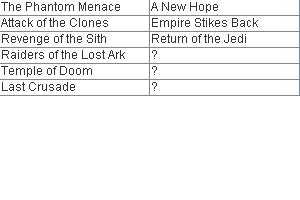 The Phantom Menace A New Hope
Attack of the Clones Empire Stikes Back
Revenge of the Sith Return of the Jedi
Raiders of the Lost Ark ?
Temple of Doom ?
Last Crusade ?